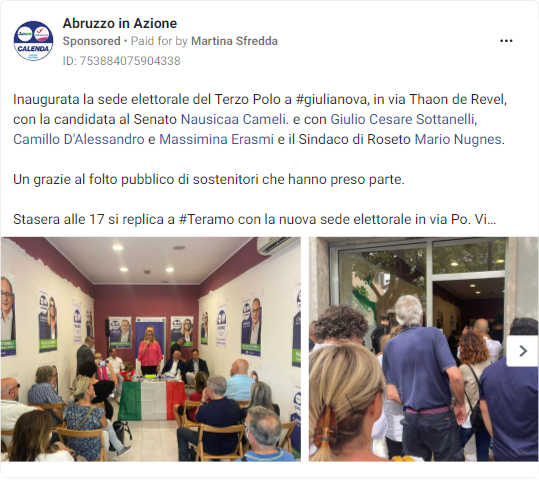 Abruzzo in Azione
Sponsored • Paid for by Martina Sfredda
ID: 753884075904338
CALENDA
Inaugurata la sede elettorale del Terzo Polo a #giulianova, in via Thaon de Revel,
con la candidata al Senato Nausicaa Cameli. e con Giulio Cesare Sottanelli,
Camillo D'Alessandro e Massimina Erasmi e il Sindaco di Roseto Mario Nugnes.
Un grazie al folto pubblico di sostenitori che hanno preso parte.
Stasera alle 17 si replica a #Teramo con la nuova sede elettorale in via Po. Vi...